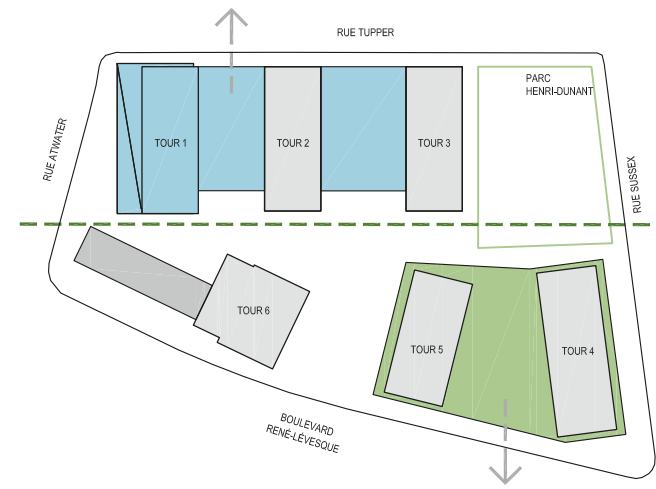 RUE TUPPER
PARC
HENRI-DUNANT
RUE ATWATER
TOUR 1
TOUR 2
TOUR 3
RUE SUSSEX
TOUR 6
TOUR 5
TOUR 4
BOULEVARD
RENÉ-LÉVESQUE